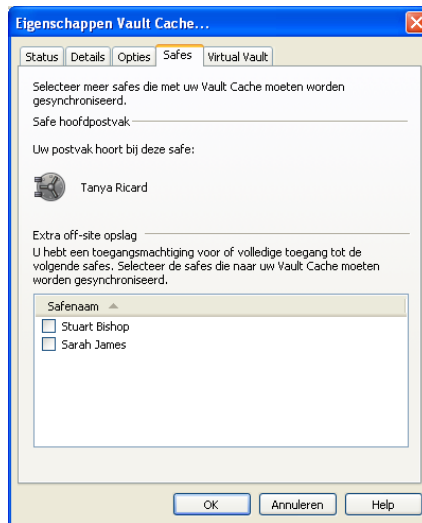 Eigenschappen Vault Cache...
Status Details Opties Safes Virtual Vault
Selecteer meer safes die met uw Vault Cache moeten worden
gesynchroniseerd.
Safe hoofdpostvak
Uw postvak hoort bij deze safe:
Tanya Ricard
Extra off-site opslag
U hebt een toegangsmachtiging voor of volledige toegang tot de
volgende safes. Selecteer de safes die naar uw Vault Cache moeten
worden gesynchroniseerd.
Safenaam
Stuart Bishop
Sarah James
OK Annuleren Help